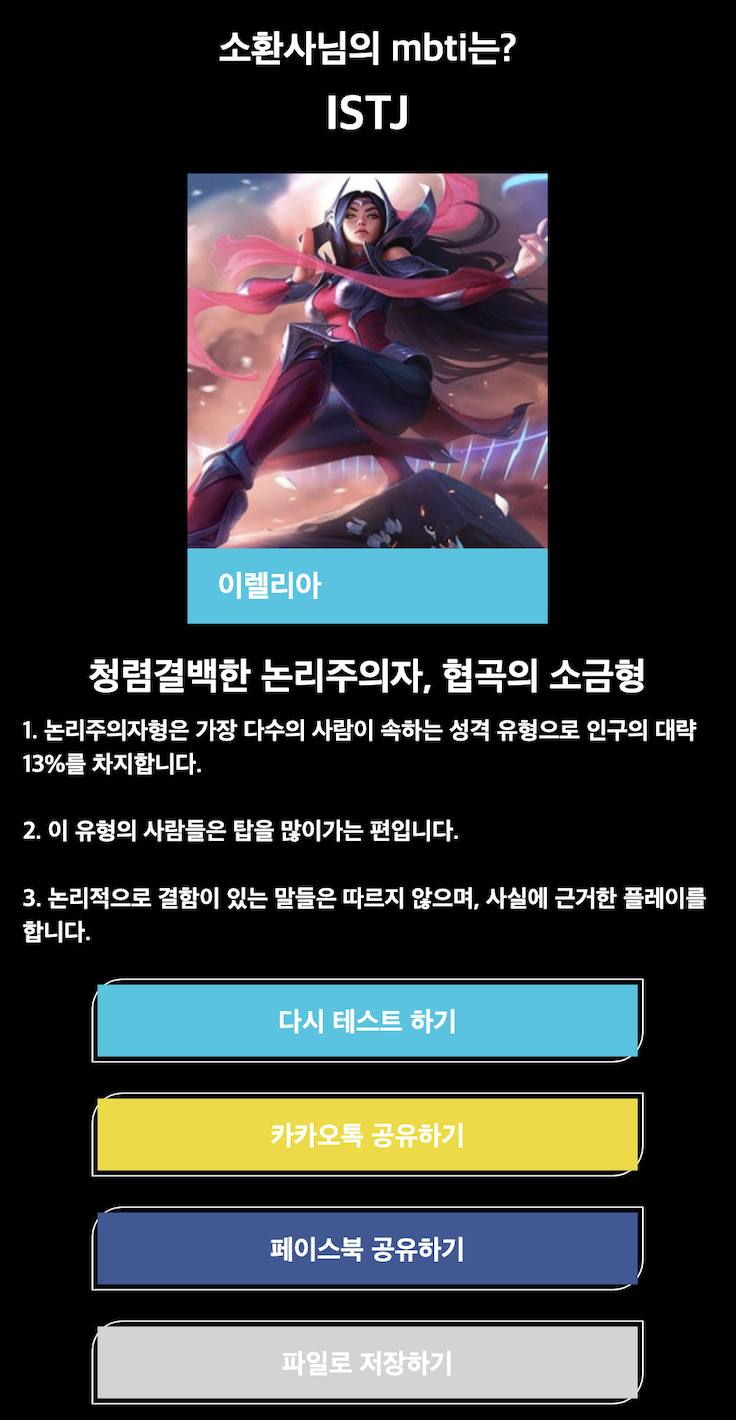 소환사님의 mbti는?
ISTJ
이렐리아
청렴결백한 논리주의자, 협곡의 소금형
1. 논리주의자형은 가장 다수의 사람이 속하는 성격 유형으로 인구의 대략
13%를 차지합니다.
2. 이 유형의 사람들은 탑을 많이가는 편입니다.
3. 논리적으로 결함이 있는 말들은 따르지 않으며, 사실에 근거한 플레이를
합니다.
다시 테스트 하기
카카오톡 공유하기
페이스북 공유하기
파일로 저장하기